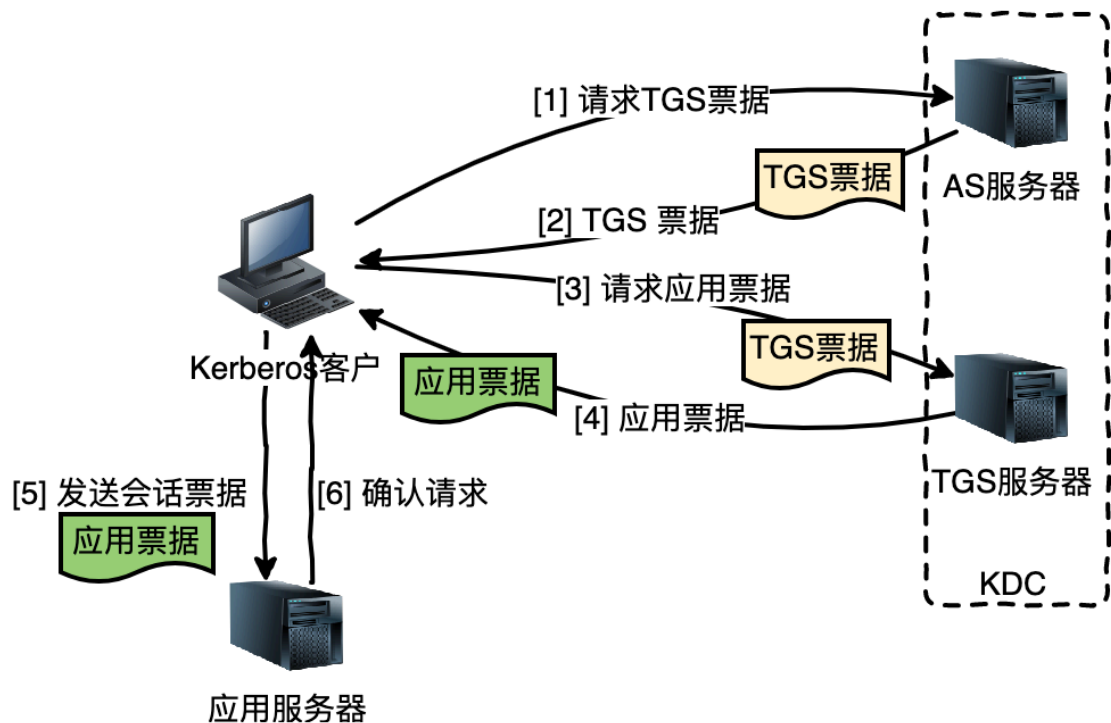 [1] 请求TGS票据
TGS票据
AS服务器
[2] TGS 票据
[3] 请求应用票据
TGS票据
Kerberos客户
应用票据
[4] 应用票据
TGS服务器
[5] 发送会话票据
[6] 确认请求
应用票据
KDC
应用服务器